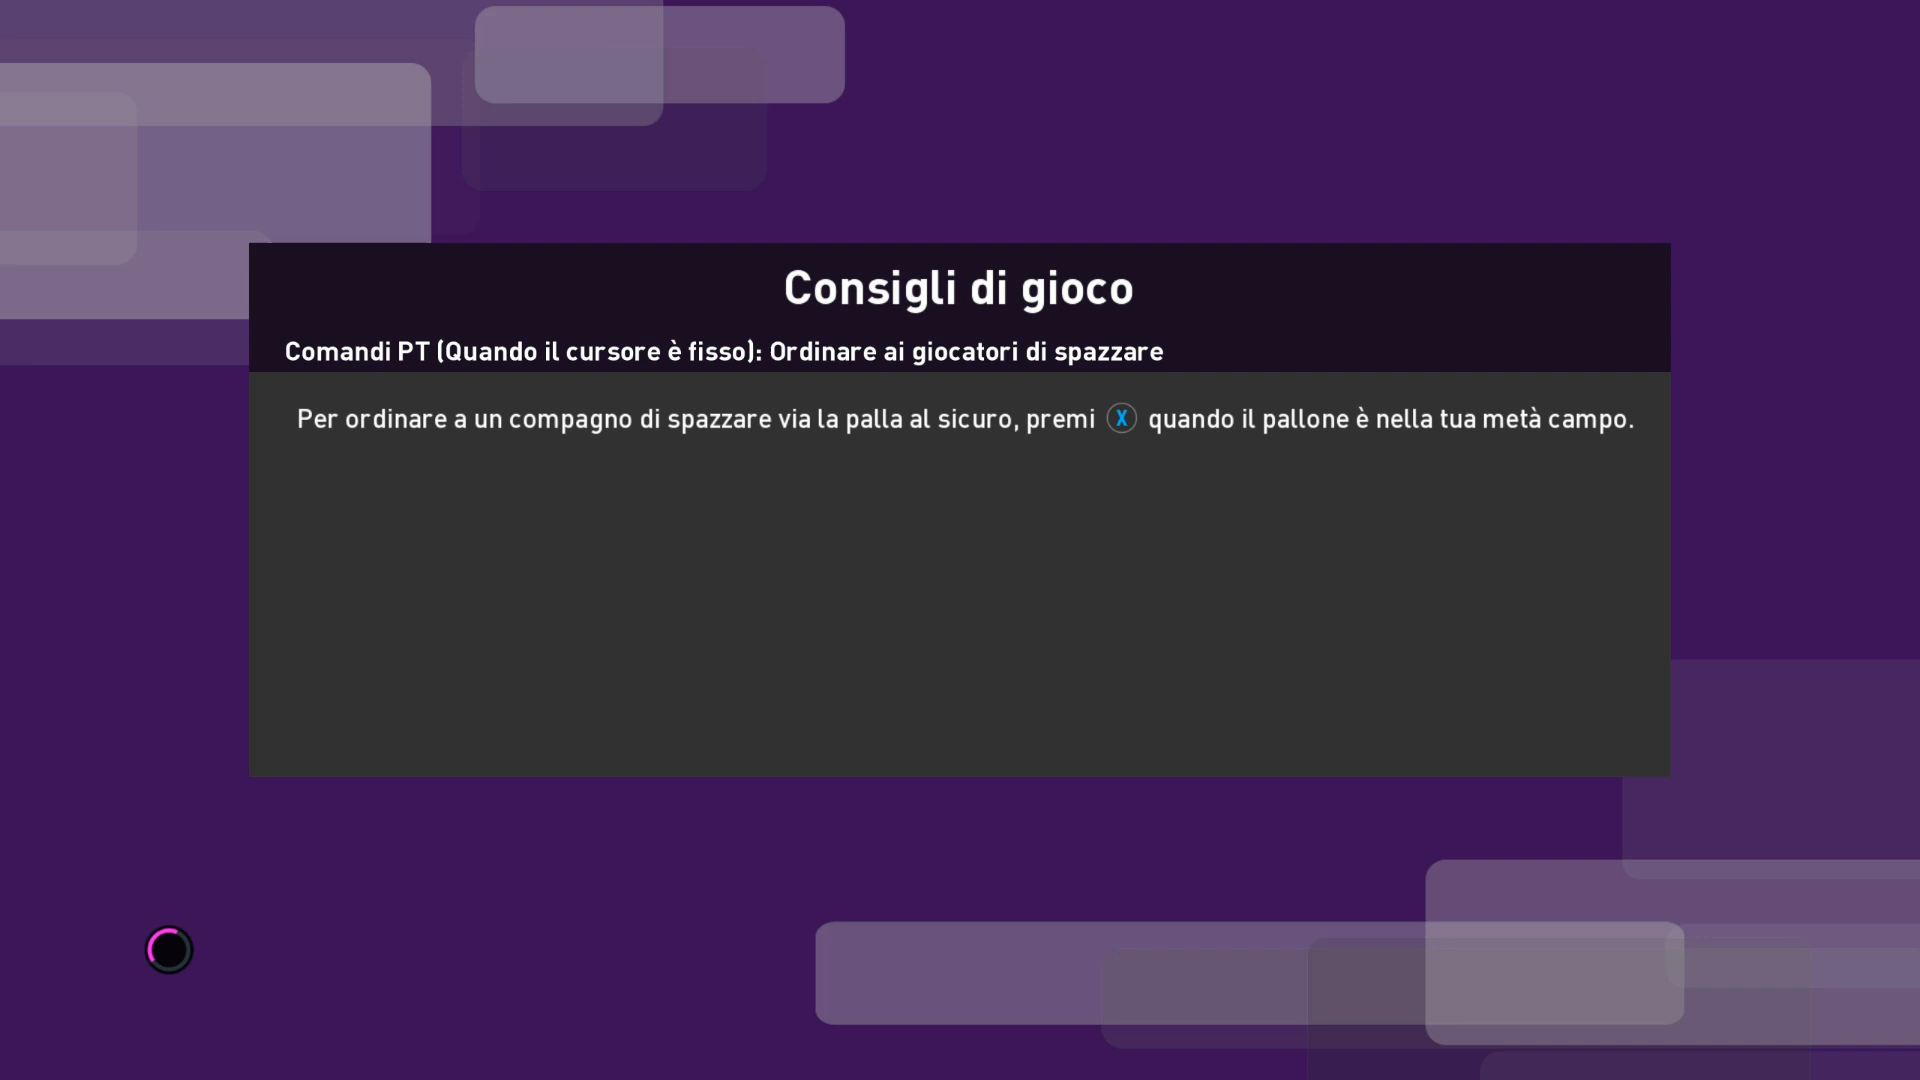 Consigli di gioco
Comandi PT (Quando il cursore è fisso): Ordinare ai giocatori di spazzare
Per ordinare a un compagno di spazzare via la palla al sicuro, premi X quando il pallone è nella tua metà campo.